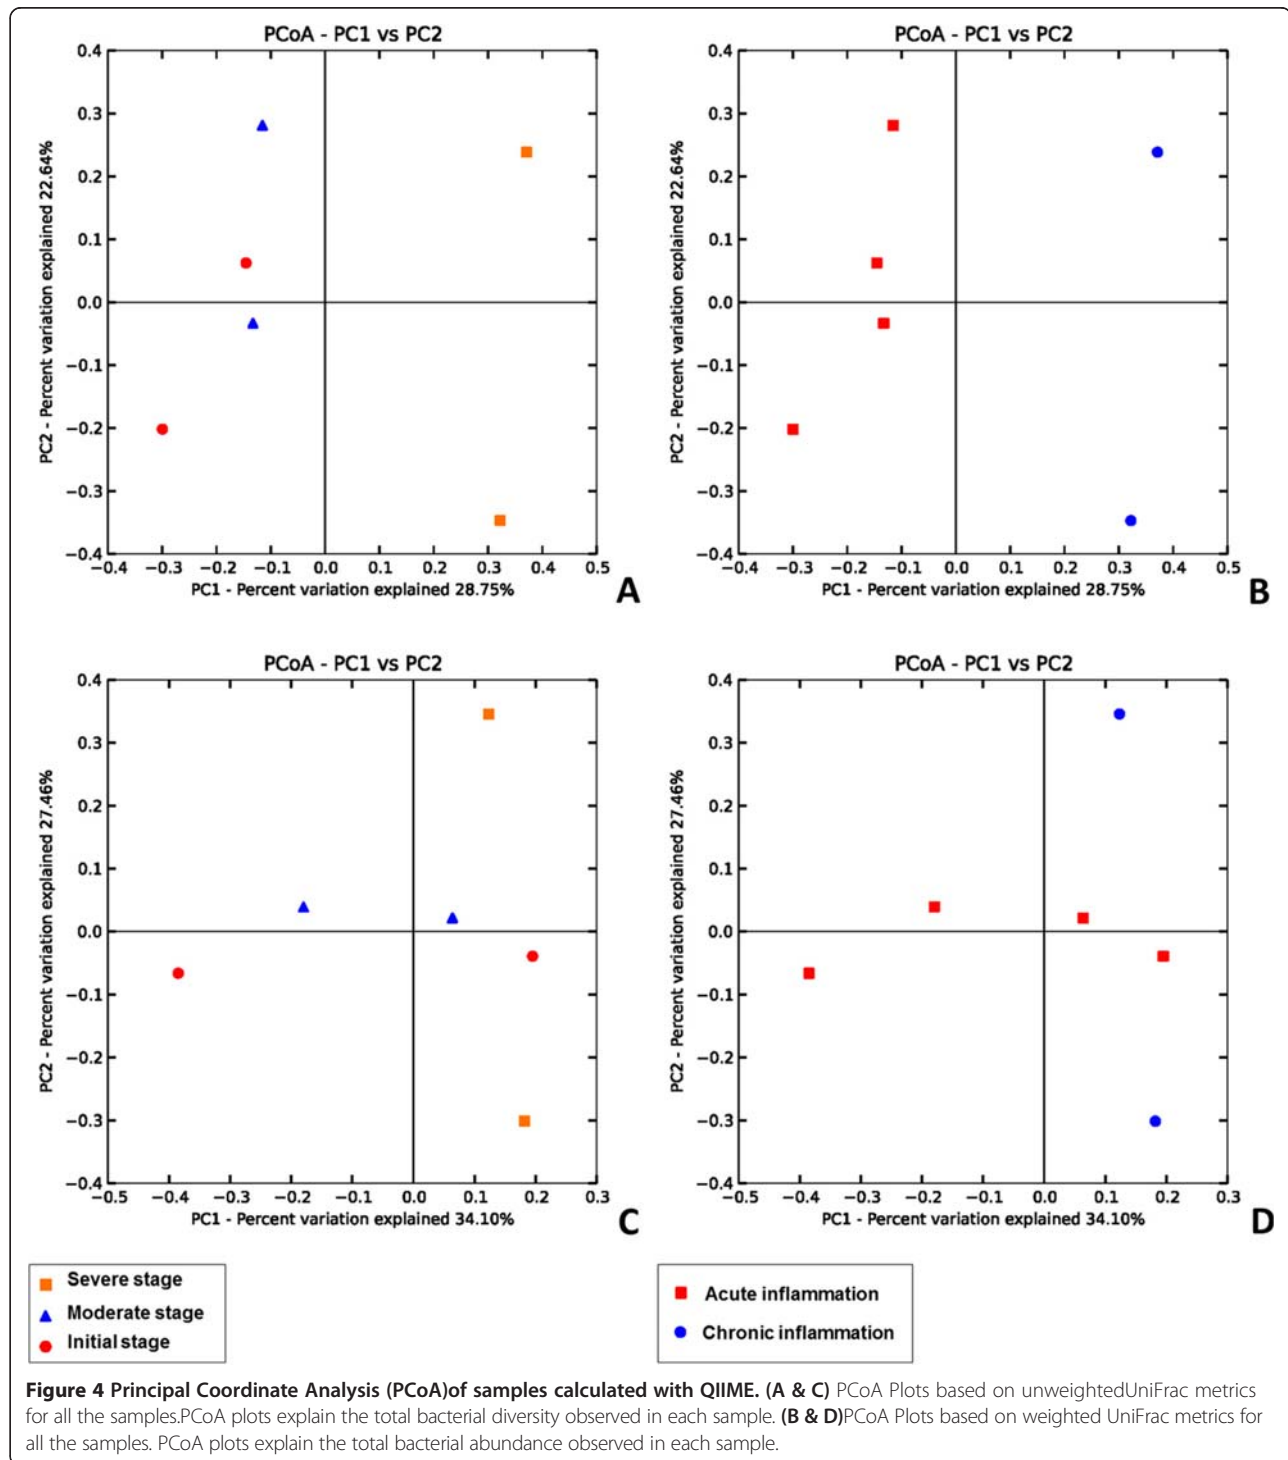 PCoA - PC1 vs PC2
0.4
0.3
0.2
0.1
0.0
−0.1
−0.2
−0.3
−0.4
PC2 - Percent variation explained 22.64%
−0.4 −0.3 −0.2 −0.1 0.0 0.1 0.2 0.3 0.4 0.5
PC1 - Percent variation explained 28.75%
A
PCoA - PC1 vs PC2
0.4
0.3
0.2
0.1
0.0
−0.1
−0.2
−0.3
−0.4
PC2 - Percent variation explained 22.64%
−0.4 −0.3 −0.2 −0.1 0.0 0.1 0.2 0.3 0.4 0.5
PC1 - Percent variation explained 28.75%
B
PCoA - PC1 vs PC2
0.4
0.3
0.2
0.1
0.0
−0.1
−0.2
−0.3
−0.4
PC2 - Percent variation explained 27.46%
−0.5 −0.4 −0.3 −0.2 −0.1 0.0 0.1 0.2 0.3
PC1 - Percent variation explained 34.10%
C
PCoA - PC1 vs PC2
0.4
0.3
0.2
0.1
0.0
−0.1
−0.2
−0.3
−0.4
PC2 - Percent variation explained 27.46%
−0.5 −0.4 −0.3 −0.2 −0.1 0.0 0.1 0.2 0.3
PC1 - Percent variation explained 34.10%
D
Severe stage
Moderate stage
Initial stage
Acute inflammation
Chronic inflammation
Figure 4 Principal Coordinate Analysis (PCoA)of samples calculated with QIIME. (A & C) PCoA Plots based on unweightedUniFrac metrics
for all the samples.PCoA plots explain the total bacterial diversity observed in each sample. (B & D)PCoA Plots based on weighted UniFrac metrics for
all the samples. PCoA plots explain the total bacterial abundance observed in each sample.